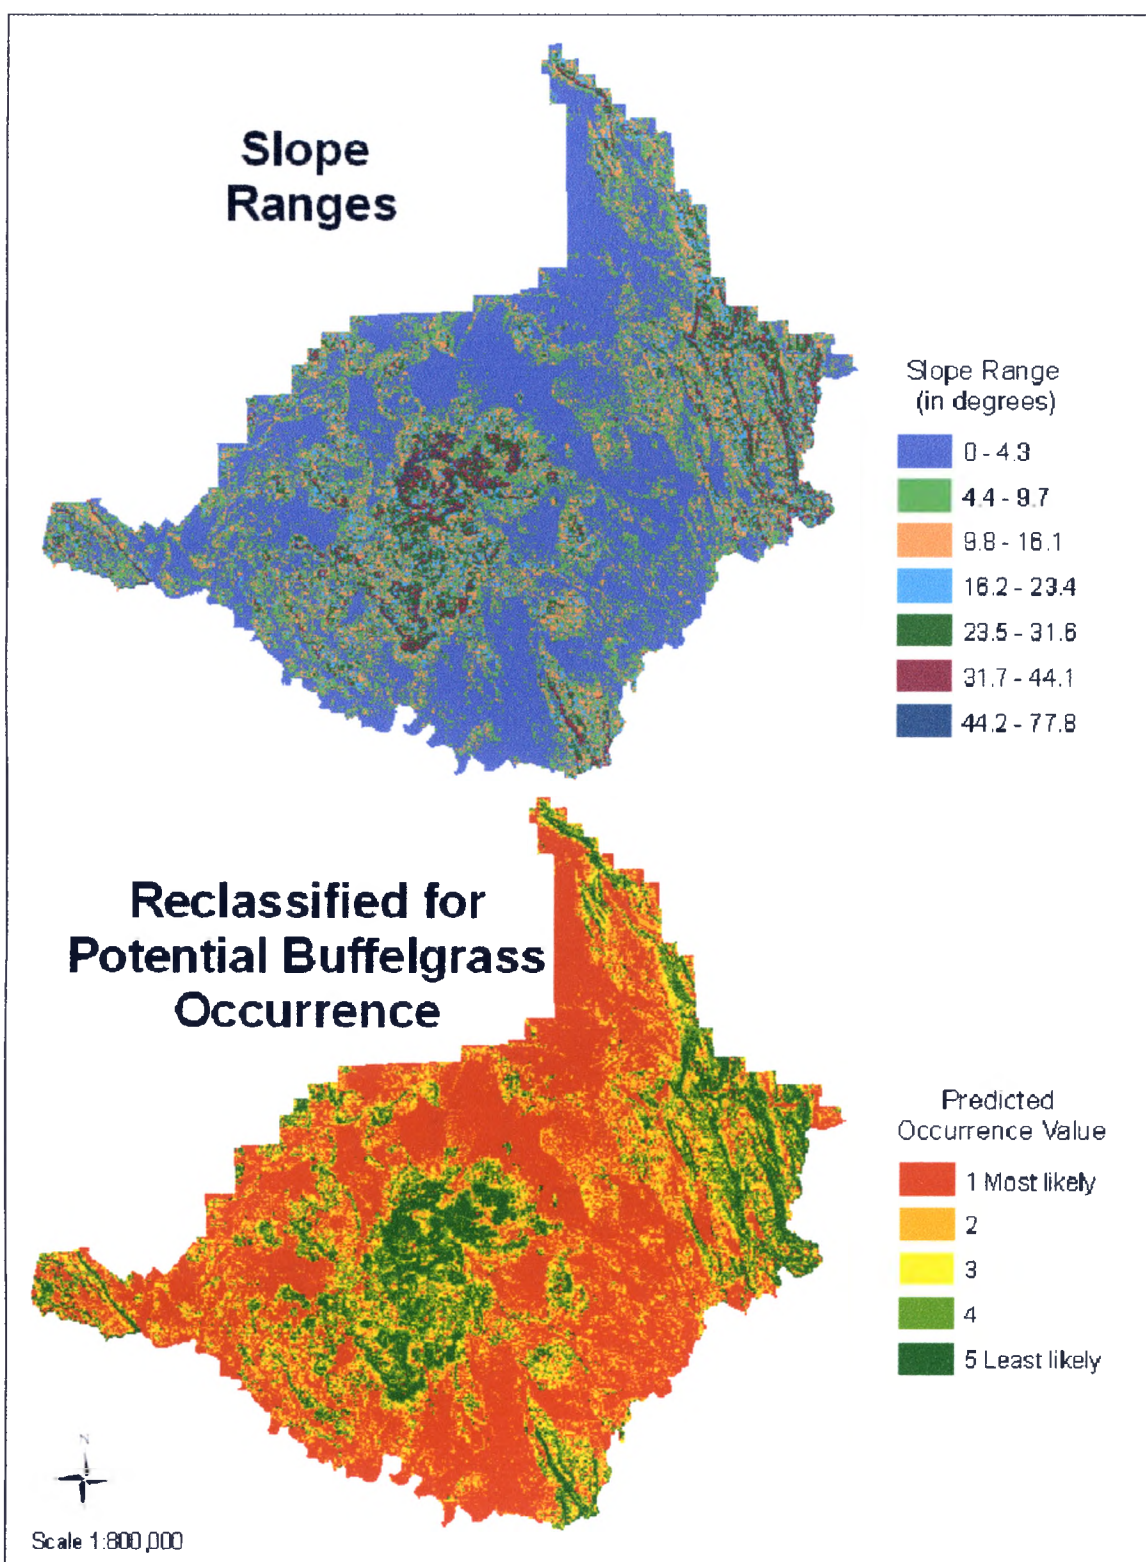 Slope
Ranges
Slope Range
(in degrees)
0 - 4.3
4.4 - 9.7
9.8 - 16.1
16.2 - 23.4
23.5 - 31.6
31.7 - 44.1
44.2 - 77.8
Reclassified for
Potential Buffelgrass
Occurrence
Predicted
Occurrence Value
1 Most likely
2
3
4
5 Least likely
N
Scale 1:800,000